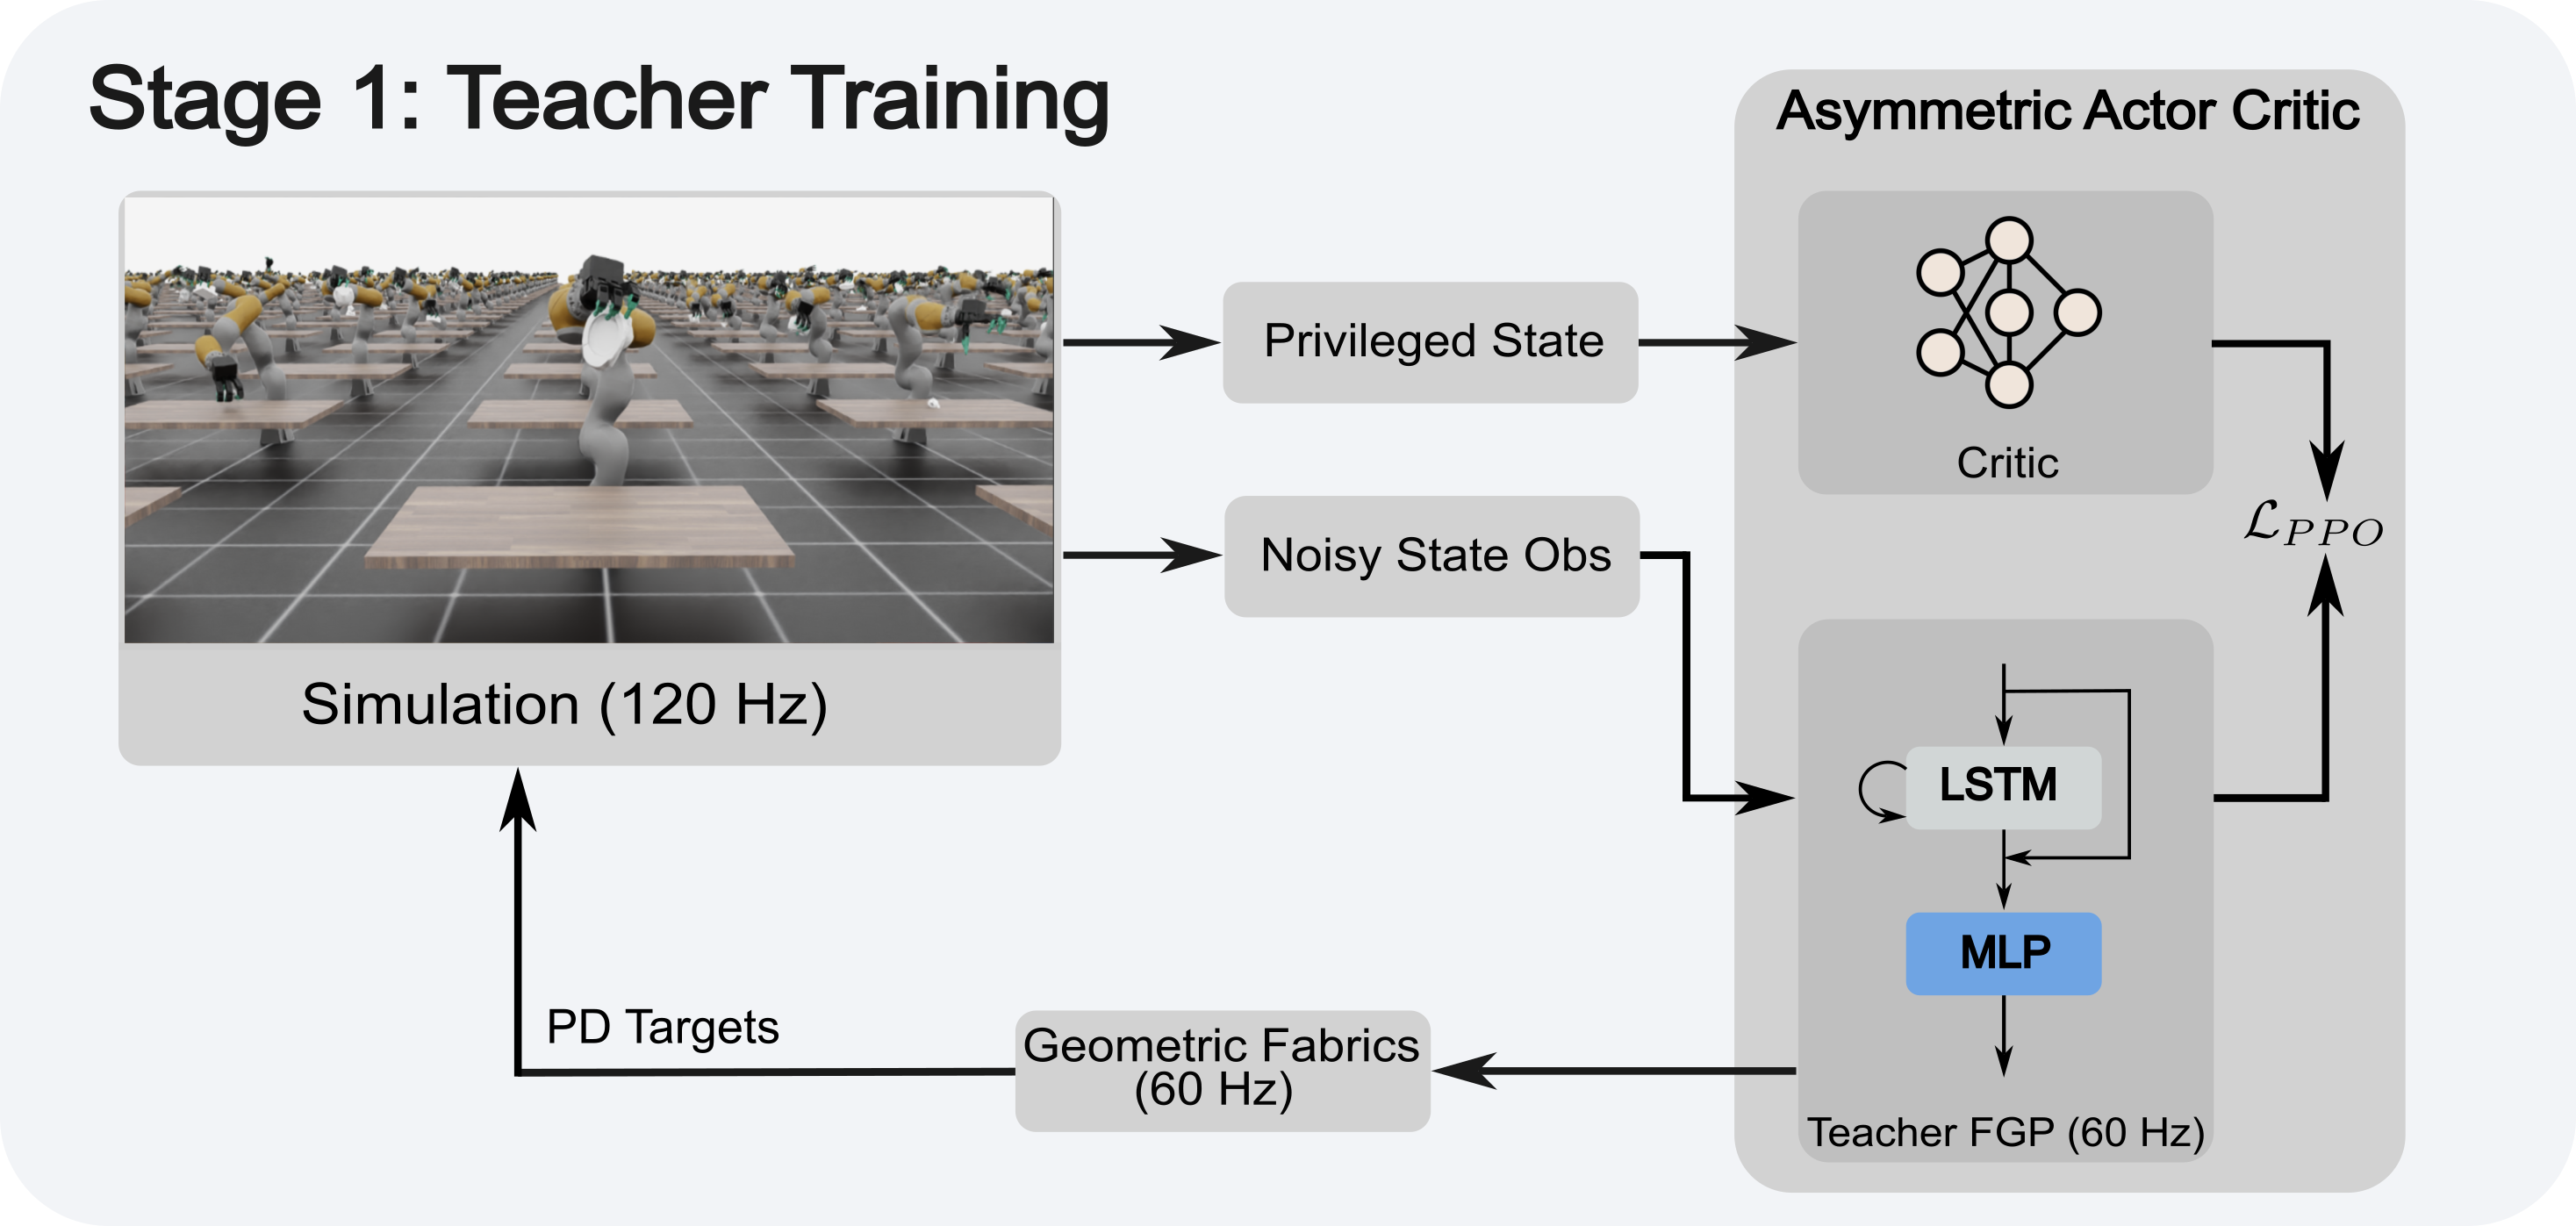 Stage 1: Teacher Training
Asymmetric Actor Critic
Privileged State
Critic
Noisy State Obs
ℒ_{PPO}
Simulation (120 Hz)
LSTM
MLP
PD Targets
Geometric Fabrics
(60 Hz)
Teacher FGP (60 Hz)